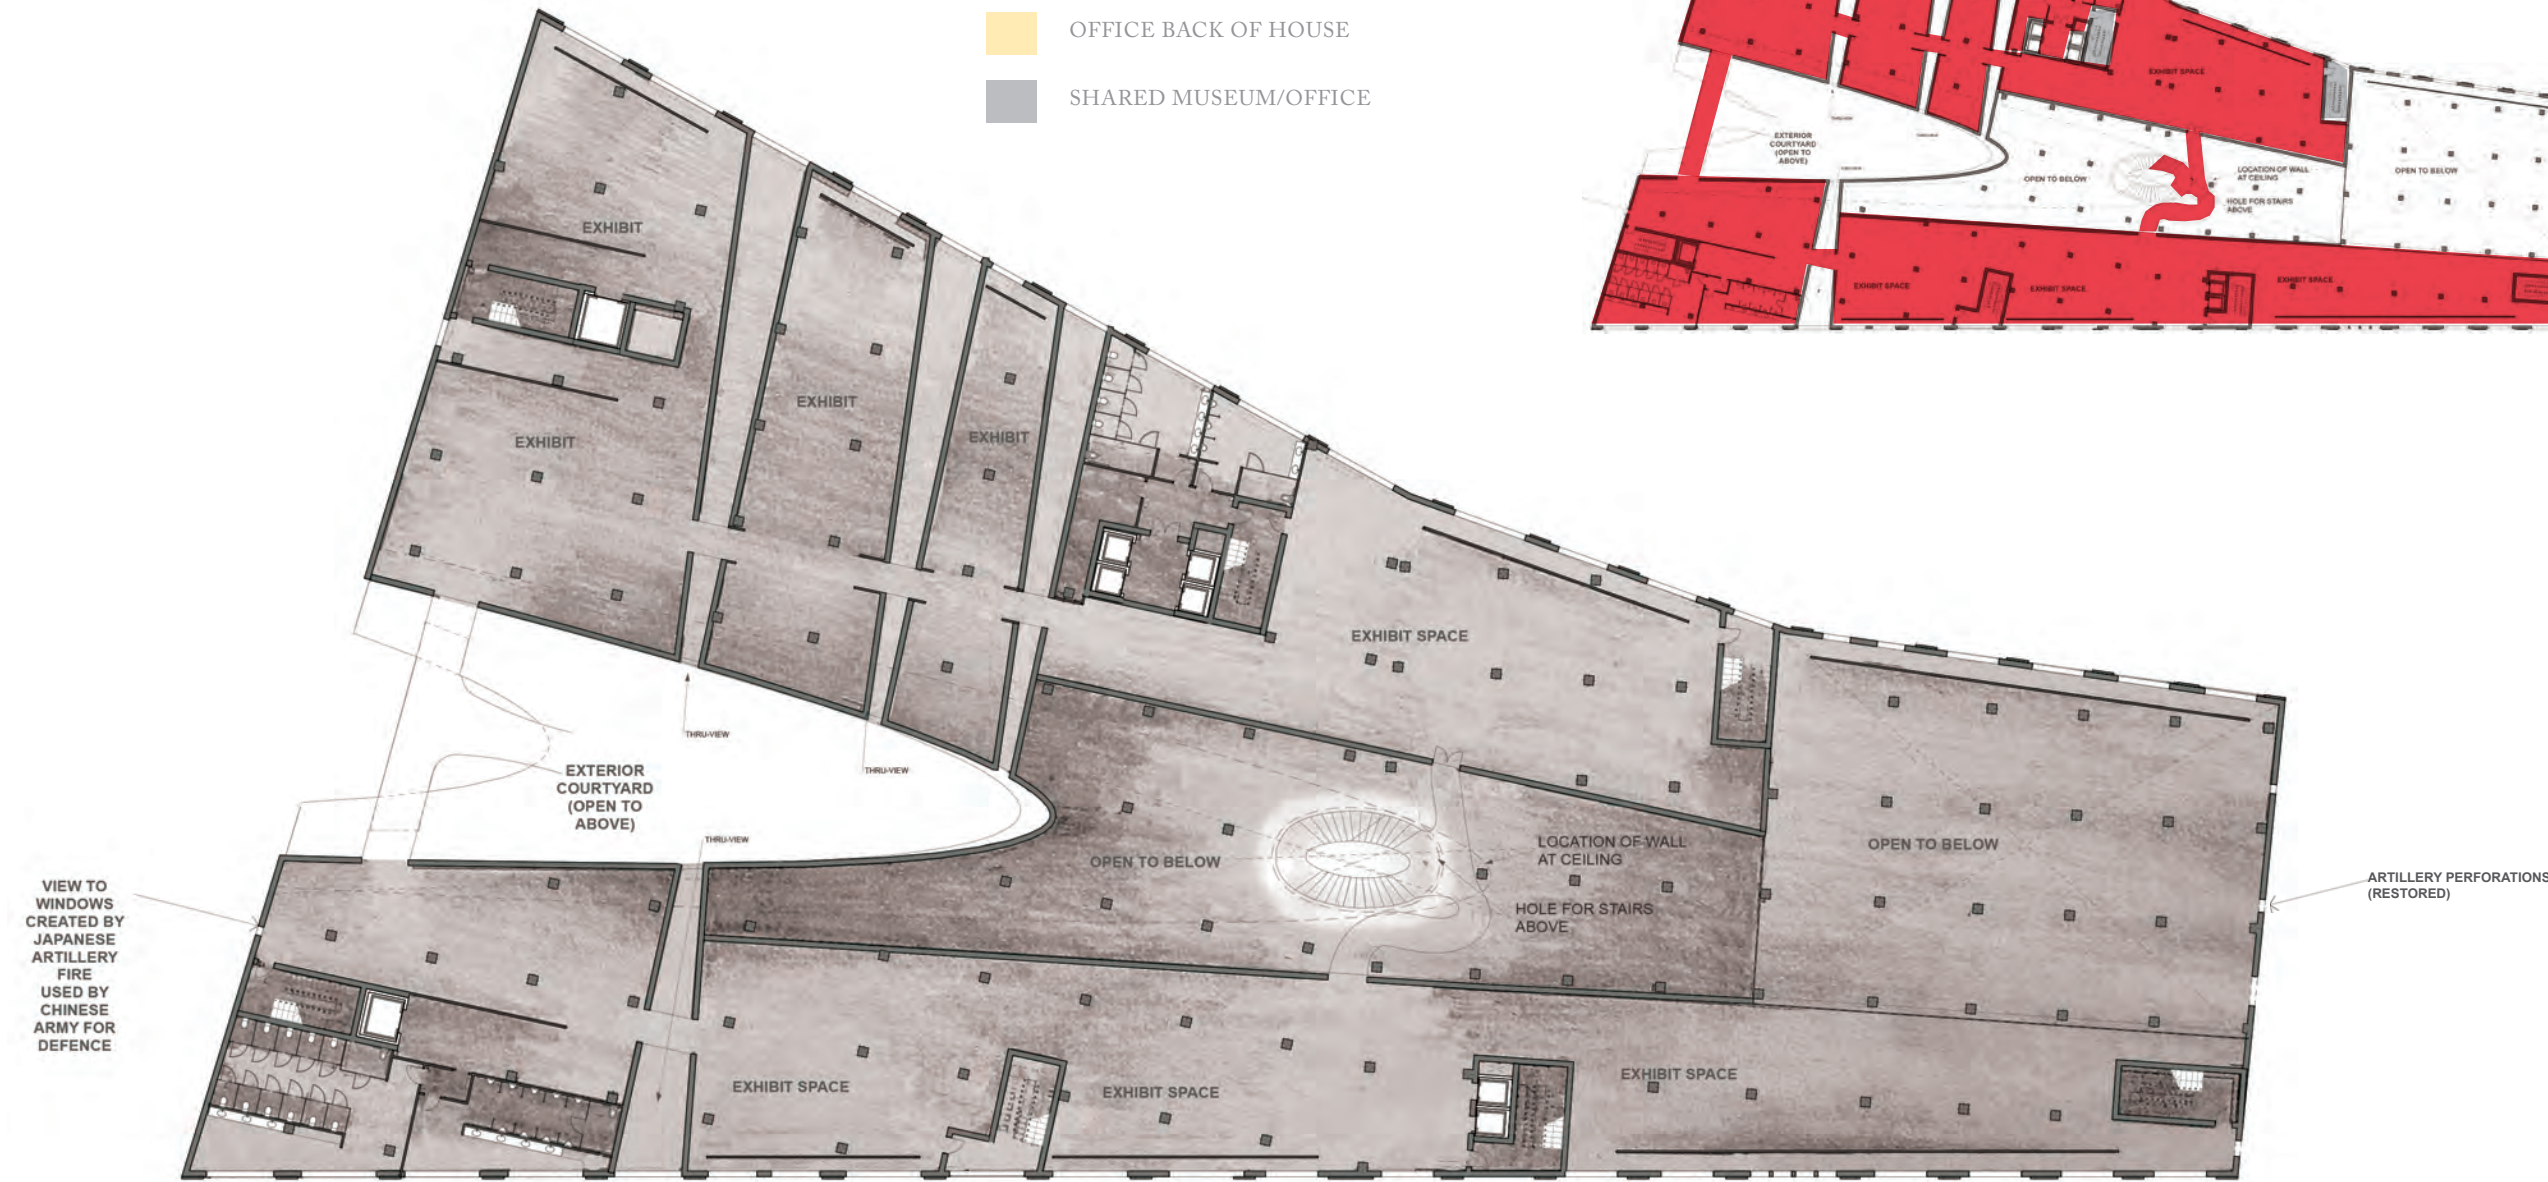 OFFICE BACK OF HOUSE
SHARED MUSEUM/OFFICE
EXHIBIT SPACE
EXTERIOR
COURTYARD
(OPEN TO
ABOVE)
THRU-VIEW
OPEN TO BELOW
LOCATION OF WALL
AT CEILING
HOLE FOR STAIRS
ABOVE
OPEN TO BELOW
EXHIBIT SPACE
EXHIBIT SPACE
EXHIBIT SPACE
EXHIBIT
EXHIBIT
EXHIBIT
EXHIBIT
EXHIBIT SPACE
THRU-VIEW
THRU-VIEW
EXTERIOR
COURTYARD
(OPEN TO
ABOVE)
THRU-VIEW
OPEN TO BELOW
LOCATION OF WALL
AT CEILING
HOLE FOR STAIRS
ABOVE
OPEN TO BELOW
ARTILLERY PERFORATIONS
(RESTORED)
VIEW TO
WINDOWS
CREATED BY
JAPANESE
ARTILLERY
FIRE
USED BY
CHINESE
ARMY FOR
DEFENCE
EXHIBIT SPACE
EXHIBIT SPACE
EXHIBIT SPACE